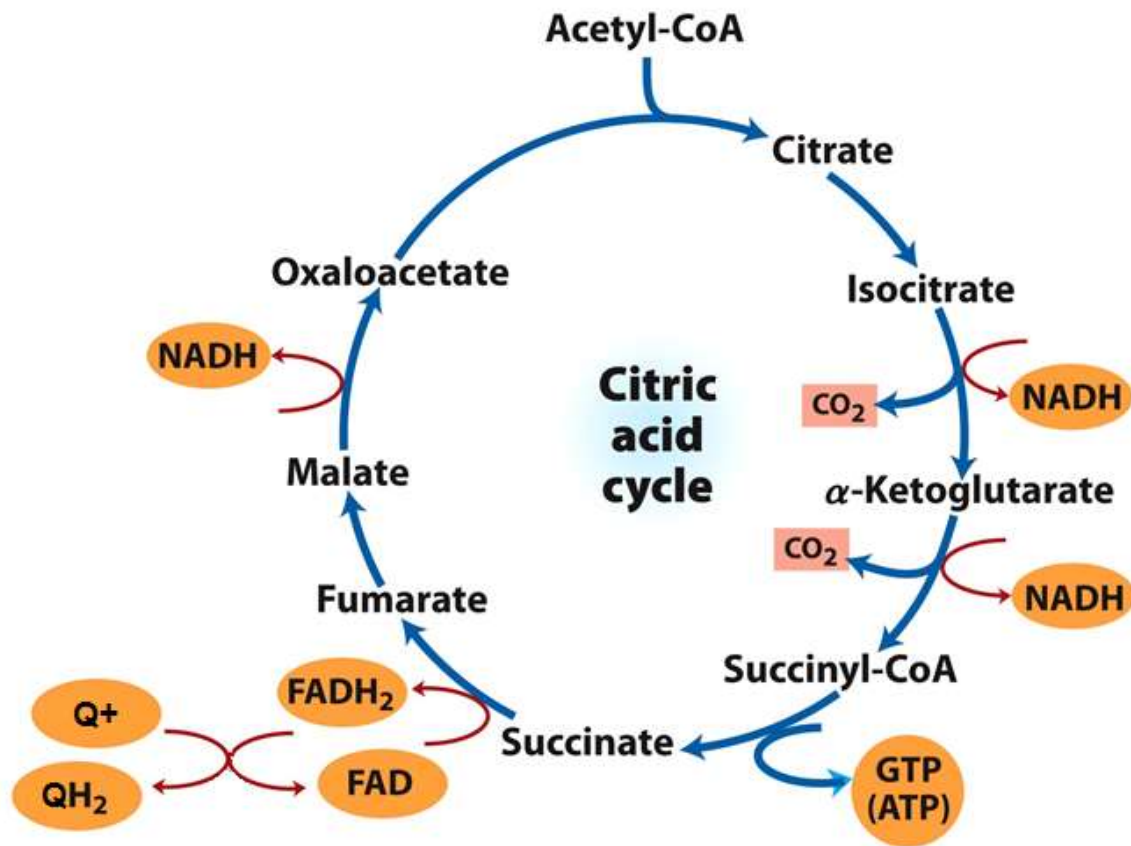 Acetyl-CoA
Citrate
Oxaloacetate
Isocitrate
NADH
Citric
acid
cycle
CO₂
NADH
Malate
α-Ketoglutarate
CO₂
Fumarate
NADH
Succinyl-CoA
Q+
FADH₂
Succinate
QH₂
FAD
GTP
(ATP)